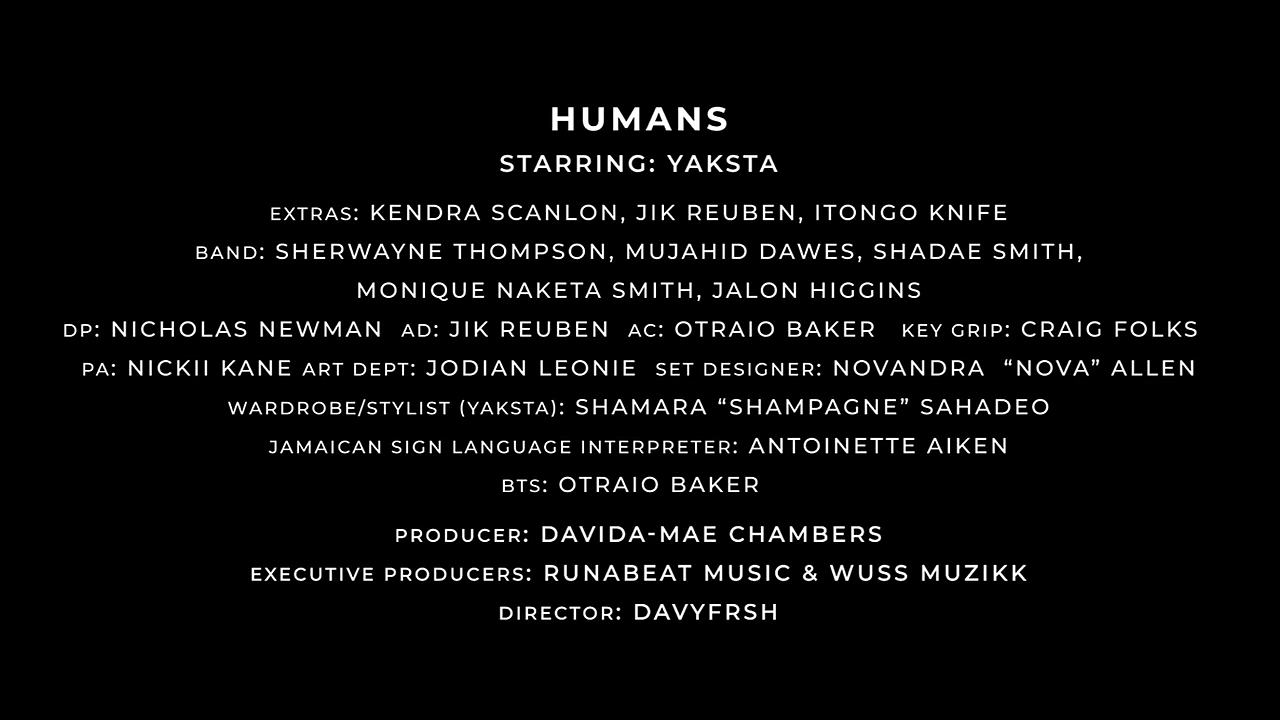 HUMANS
STARRING: YAKSTA
EXTRAS: KENDRA SCANLON, JIK REUBEN, ITONGO KNIFE
BAND: SHERWAYNE THOMPSON, MUJAHID DAWES, SHADAE SMITH,
MONIQUE NAKETA SMITH, JALON HIGGINS
DP: NICHOLAS NEWMAN AD: JIK REUBEN AC: OTRAIO BAKER KEY GRIP: CRAIG FOLKS
PA: NICKII KANE ART DEPT: JODIAN LEONIE SET DESIGNER: NOVANDRA “NOVA” ALLEN
WARDROBE/STYLIST (YAKSTA): SHAMARA “SHAMPAGNE” SAHADEO
JAMAICAN SIGN LANGUAGE INTERPRETER: ANTOINETTE AIKEN
BTS: OTRAIO BAKER
PRODUCER: DAVIDA-MAE CHAMBERS
EXECUTIVE PRODUCERS: RUNABEAT MUSIC & WUSS MUZIKK
DIRECTOR: DAVYFRSH